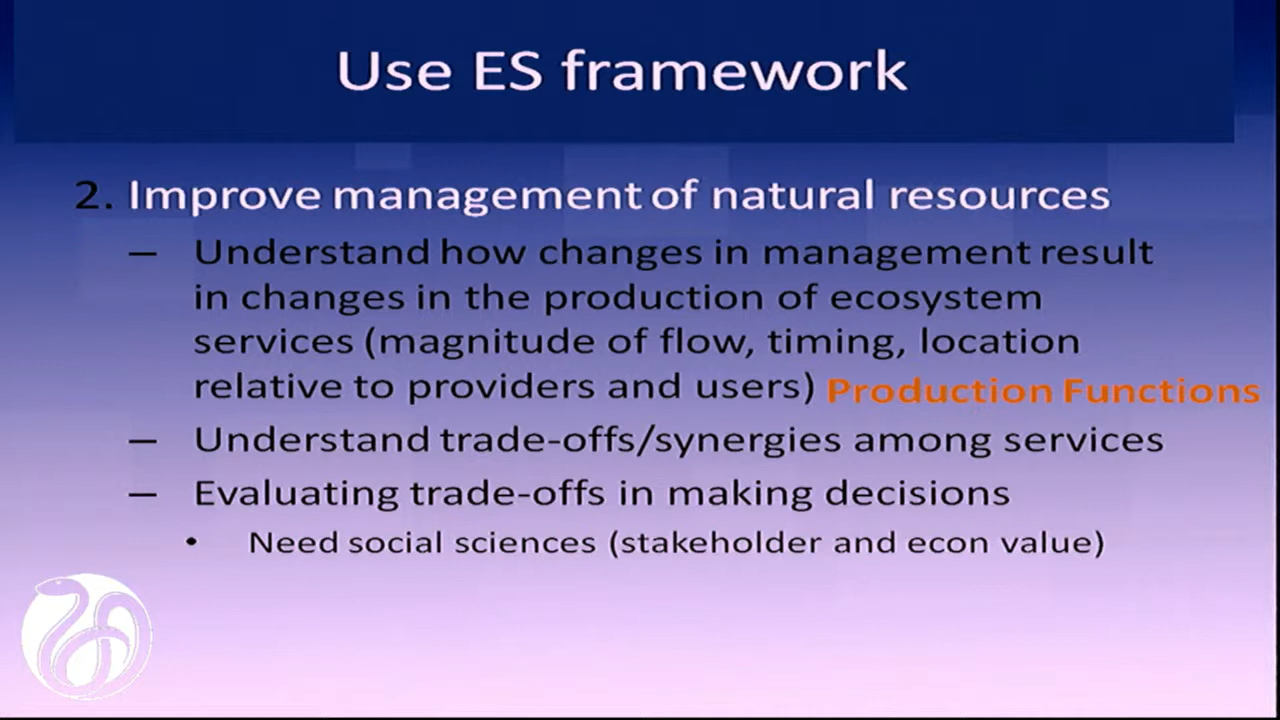 Use ES framework
2. Improve management of natural resources
— Understand how changes in management result
in changes in the production of ecosystem
services (magnitude of flow, timing, location
relative to providers and users) Production Functions
— Understand trade-offs/synergies among services
— Evaluating trade-offs in making decisions
• Need social sciences (stakeholder and econ value)